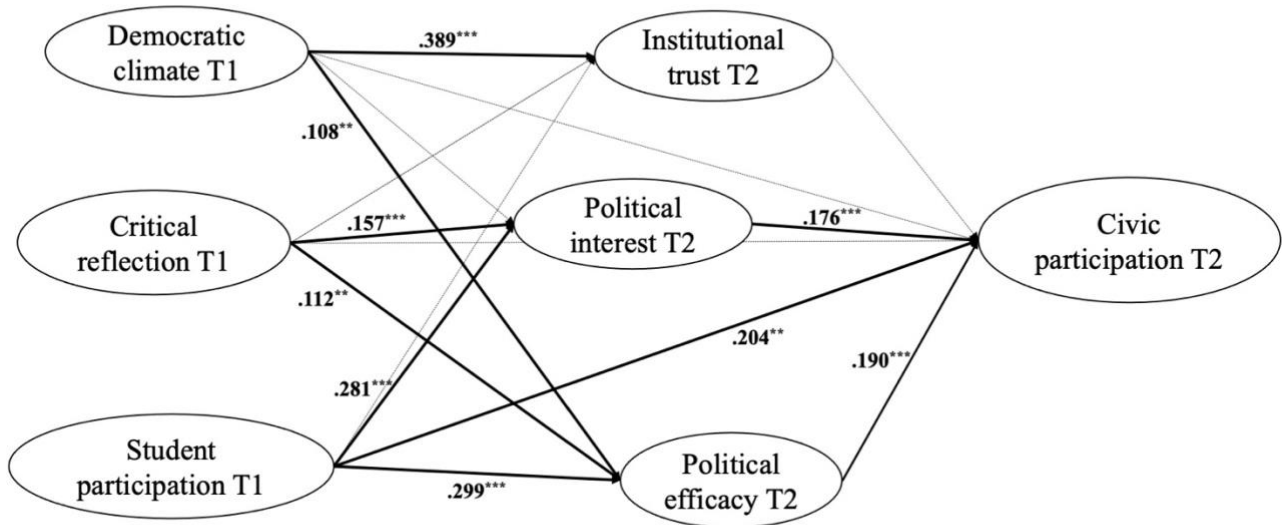 Democratic
climate T1
.389***
Institutional
trust T2
.108**
Critical
reflection T1
.157***
Political
interest T2
.176***
Civic
participation T2
.112**
.204**
.190***
.281***
Student
participation T1
.299***
Political
efficacy T2